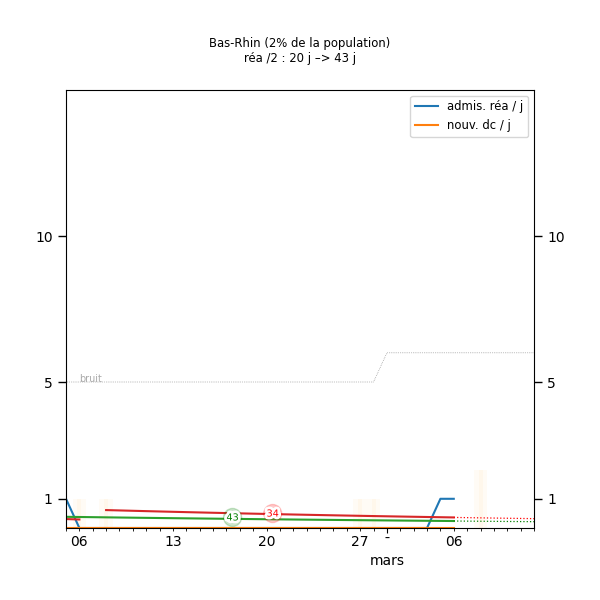 Bas-Rhin (2% de la population)
réa /2 : 20 j –> 43 j
admis. réa / j
nouv. dc / j
10 10
bruit
5 5
1 1
43 34
06 13 20 27 - 06
mars